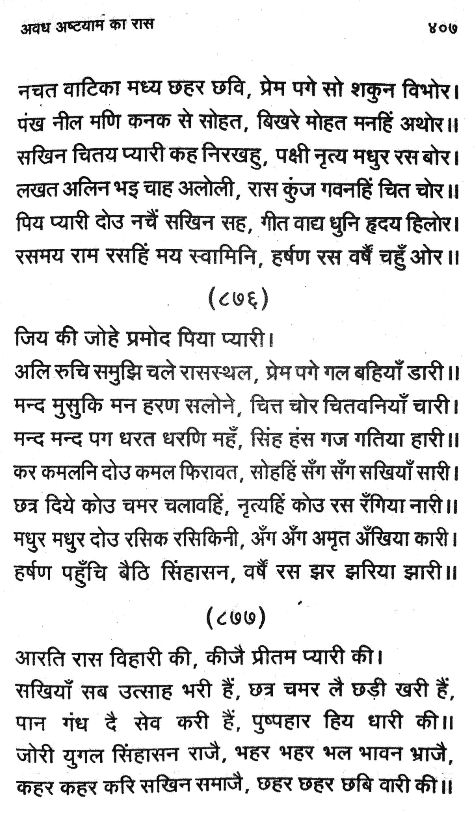 अवध अष्टयाम का रास ४०७
नचत वाटिका मध्य छहर छवि, प्रेम पगे सो शकुन विभोर।
पंख नील मणि कनक से सोहत, बिखरे मोहत मनहिं अथोर॥
सखिन चितय प्यारी कह निरखहु, पक्षी नृत्य मधुर रस बोर।
लखत अलिन भइ चाह अलोली, रास कुंज गवनहिं चित चोर॥
पिय प्यारी दोउ नचैं सखिन सह, गीत वाद्य धुनि हृदय हिलोर।
रसमय राम रसहिं मय स्वामिनि, हर्षण रस वर्षें चहुँ ओर॥
(८७६)
जिय की जोहे प्रमोद पिया प्यारी।
अलि रुचि समुझि चले रासस्थल, प्रेम पगे गल बहियाँ डारी॥
मन्द मुसुकि मन हरण सलोने, चित्त चोर चितवनियाँ चारी।
मन्द मन्द पग धरत धरणि महँ, सिंह हंस गज गतिया हारी॥
कर कमलनि दोउ कमल फिरावत, सोहहिं सँग सँग सखियाँ सारी।
छत्र दिये कोउ चमर चलावहिं, नृत्यहिं कोउ रस रँगिया नारी॥
मधुर मधुर दोउ रसिक रसिकिनी, अँग अँग अमृत अँखिया कारी।
हर्षण पहुँचि बैठि सिंहासन, वर्षें रस झर झरिया झारी॥
(८७७)
आरति रास विहारी की, कीजै प्रीतम प्यारी की।
सखियाँ सब उत्साह भरी हैं, छत्र चमर लै छड़ी खरी हैं,
पान गंध दै सेव करी हैं, पुष्पहार हिय धारी की॥
जोरी युगल सिंहासन राजै, भहर भहर भल भावन भ्राजै,
कहर कहर करि सखिन समाजै, छहर छहर छबि वारी की॥